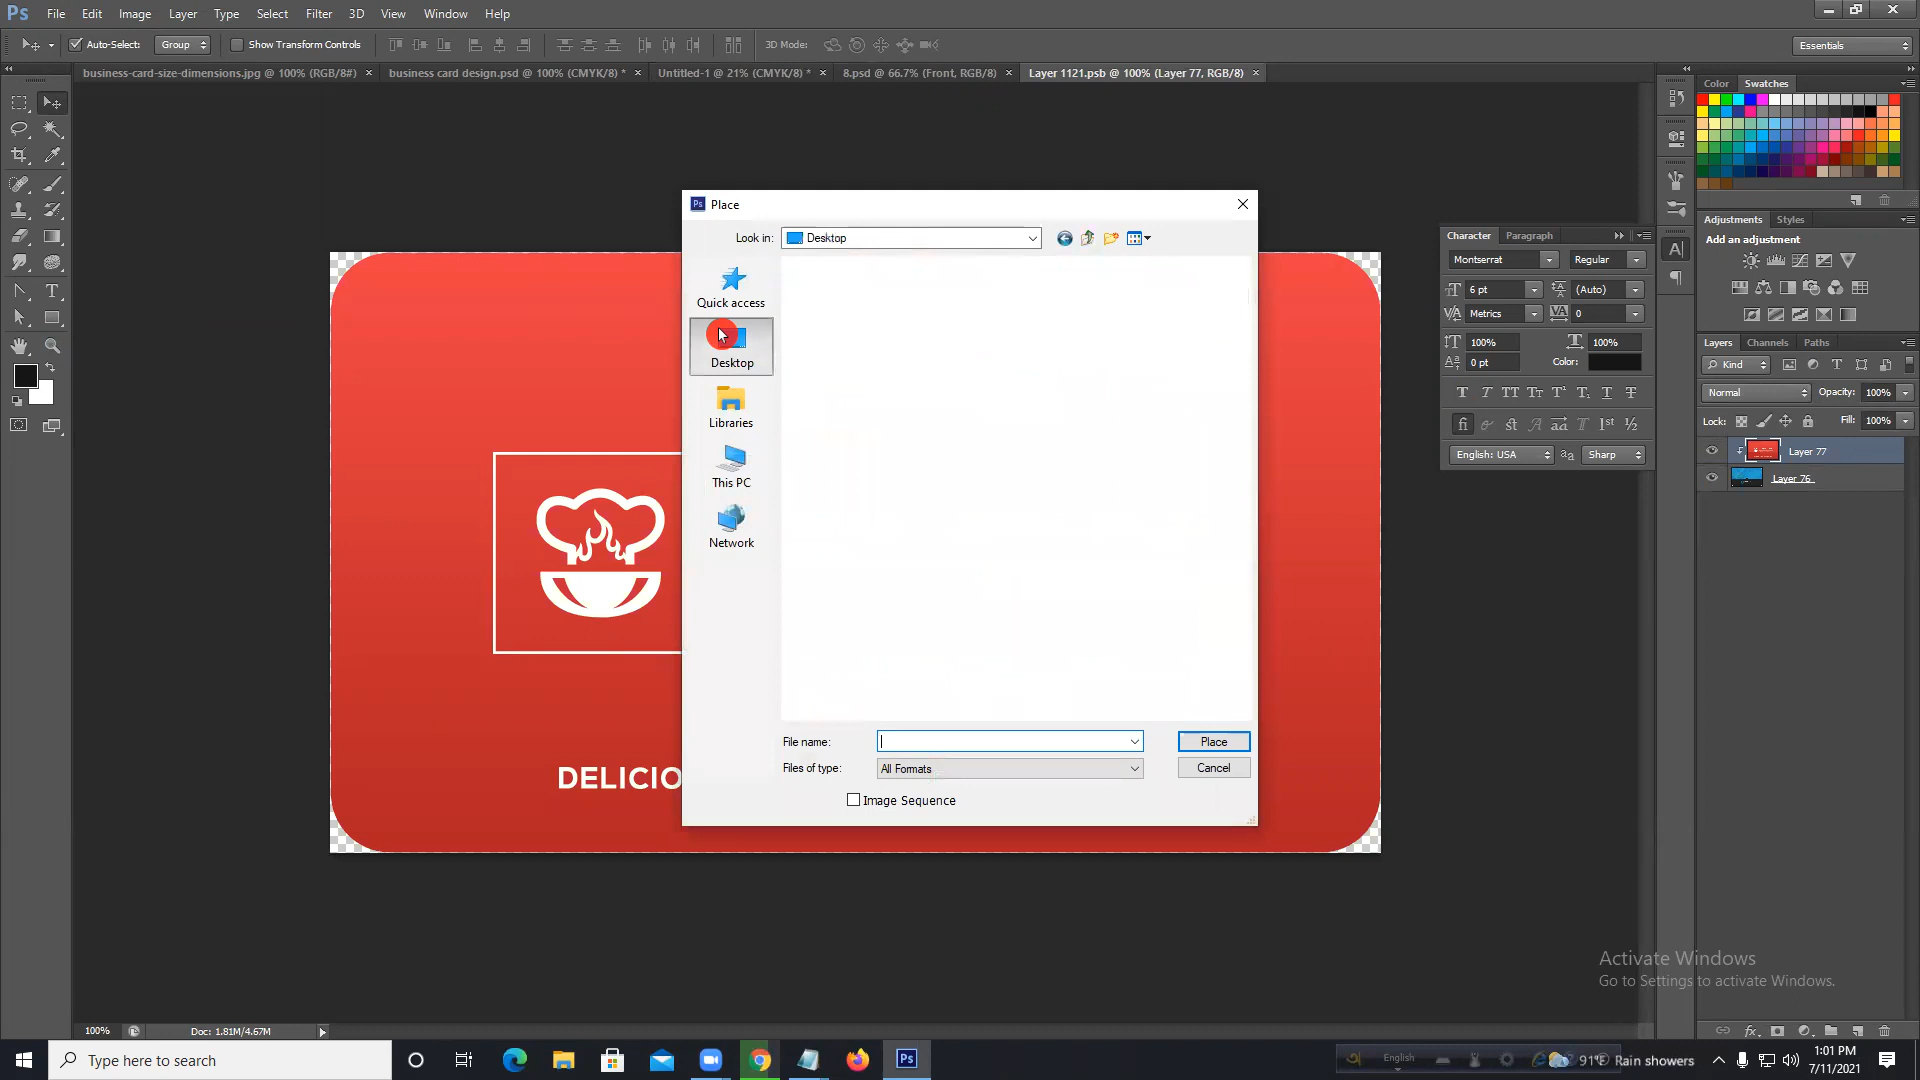 Ps File Edit Image Layer Type Select Filter 3D View Window Help
Auto-Select: Group Show Transform Controls 3D Mode: Essentials
business-card-size-dimensions.jpg @ 100% (RGB/8#) × business card design.psd @ 100% (CMYK/8) * × Untitled-1 @ 21% (CMYK/8) * × 8.psd @ 66.7% (Front, RGB/8) × Layer 1121.psb @ 100% (Layer 77, RGB/8) ×
Color Swatches
Ps Place
Look in: Desktop
Quick access
Desktop
Libraries
This PC
Network
File name: Place
Files of type: All Formats Cancel
Image Sequence
DELICIO
Character Paragraph
Montserrat Regular
6 pt (Auto)
Metrics 0
100% 100%
0 pt Color:
English: USA aa Sharp
Adjustments Styles
Add an adjustment
Layers Channels Paths
Kind
Normal Opacity: 100%
Lock: Fill: 100%
Layer 77
Layer 76
Activate Windows
Go to Settings to activate Windows.
100% Doc: 1.81M/4.67M
Type here to search
English
91°F Rain showers
1:01 PM
7/11/2021